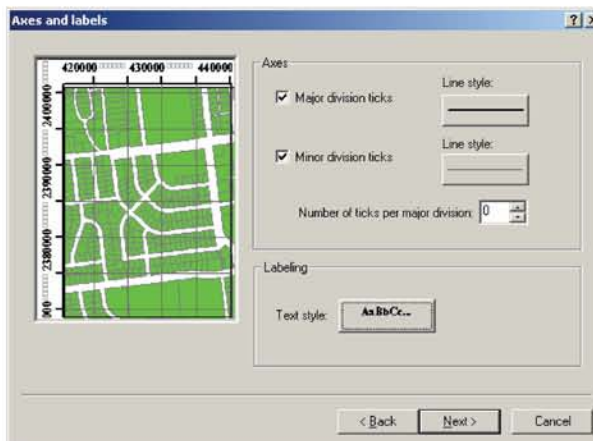 Axes and labels
420000 430000 440000
2400000
2390000
2380000
000
Axes
Major division ticks
Line style:
Minor division ticks
Line style:
Number of ticks per major division: 0
Labeling
Text style: AaBbCc...
< Back
Next >
Cancel